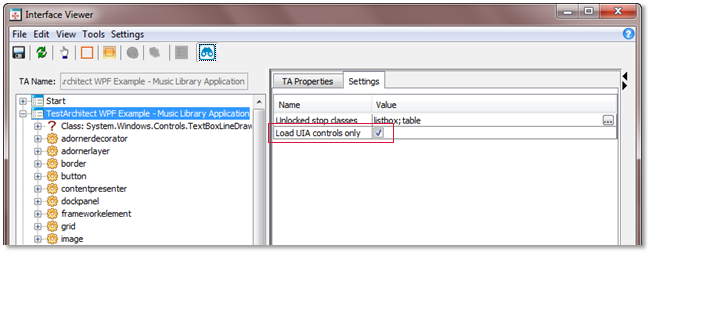 Interface Viewer
File Edit View Tools Settings
TA Name: :rchitect WPF Example - Music Library Application
TA Properties Settings
Name Value
Unlocked stop classes listbox; table ...
Load UIA controls only
Start
TestArchitect WPF Example - Music Library Application
? Class: System.Windows.Controls.TextBoxLineDraw
adornerdecorator
adornerlayer
border
button
contentpresenter
dockpanel
frameworkelement
grid
image